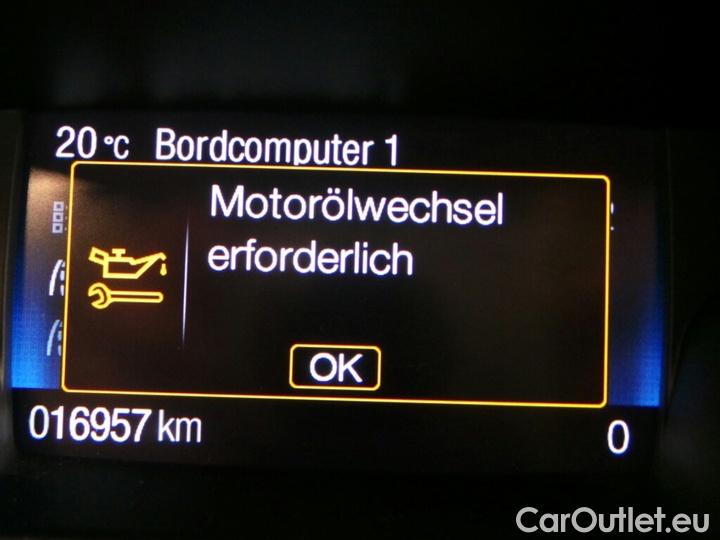 20 °C Bordcomputer 1
Motorölwechsel
erforderlich
OK
016957 km 0
CarOutlet.eu